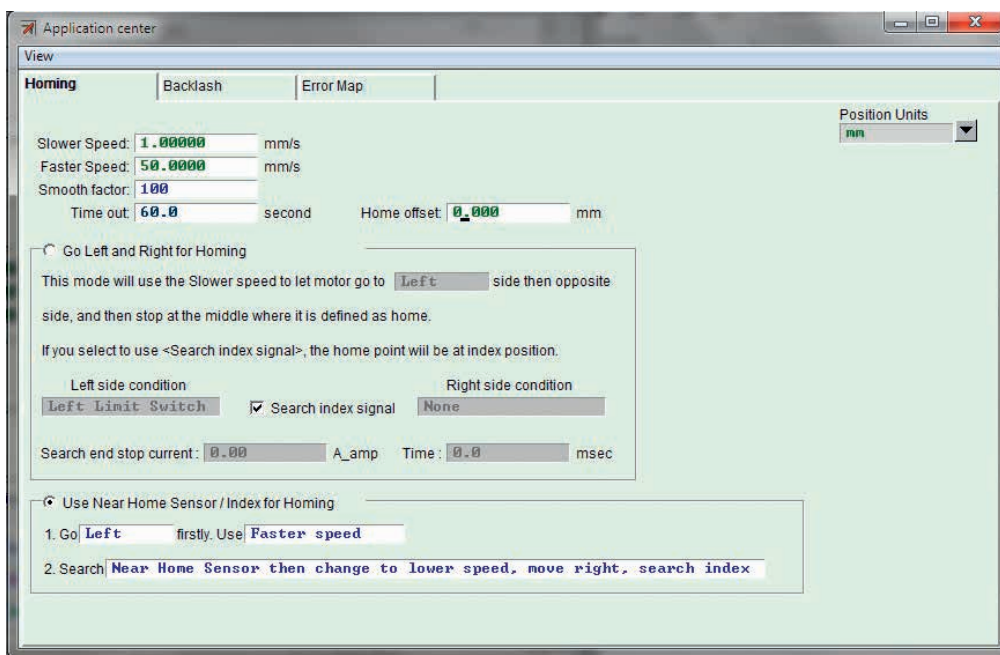 Application center
View
Homing Backlash Error Map
Position Units
mm
Slower Speed: 1.00000 mm/s
Faster Speed: 50.0000 mm/s
Smooth factor: 100
Time out: 60.0 second Home offset: 0.000 mm
Go Left and Right for Homing
This mode will use the Slower speed to let motor go to Left side then opposite
side, and then stop at the middle where it is defined as home.
If you select to use <Search index signal>, the home point wiil be at index position.
Left side condition Right side condition
Left Limit Switch Search index signal None
Search end stop current : 0.00 A_amp Time : 0.0 msec
Use Near Home Sensor / Index for Homing
1. Go Left firstly. Use Faster speed
2. Search Near Home Sensor then change to lower speed, move right, search index